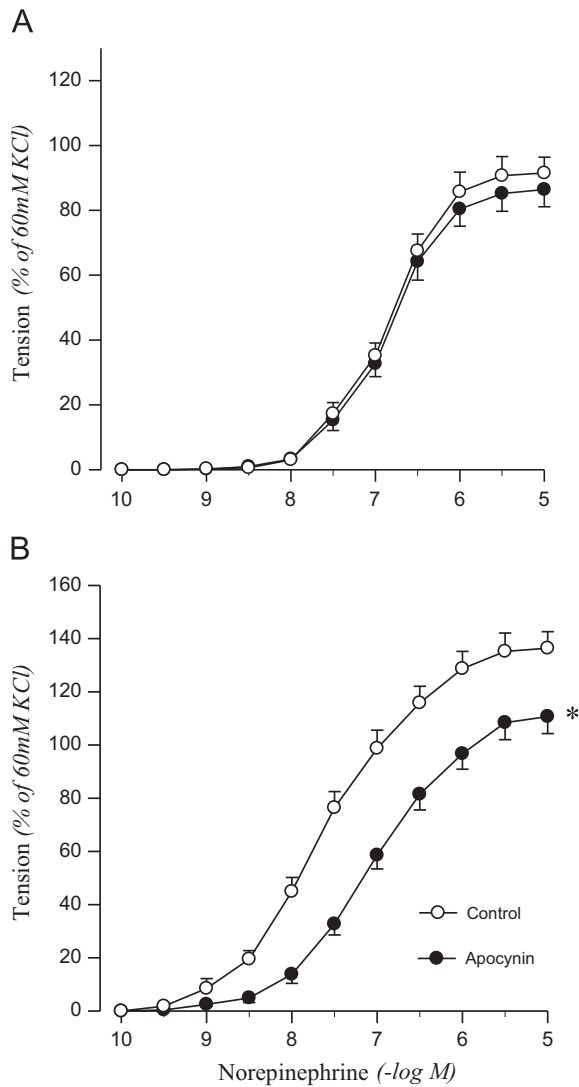 A
120
100
80
60
40
20
0
Tension (% of 60mM KCl)
10 9 8 7 6 5
B
160
140
120
100
80
60
40
20
0
Tension (% of 60mM KCl)
*
Control
Apocynin
10 9 8 7 6 5
Norepinephrine (-log M)